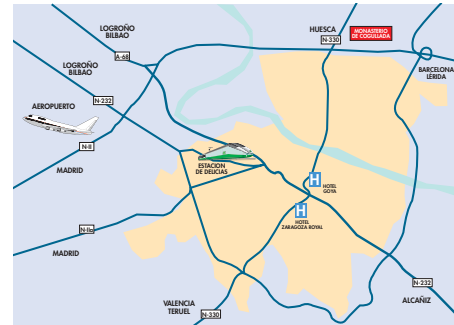 LOGROÑO
BILBAO
A-68
HUESCA
N-330
MONASTERIO
DE COGULLADA
LOGROÑO
BILBAO
BARCELONA
LÉRIDA
N-232
AEROPUERTO
N-II
MADRID
ESTACION
DE DELICIAS
H
HOTEL
GOYA
H
HOTEL
ZARAGOZA ROYAL
N-IIa
MADRID
N-232
ALCAÑIZ
VALENCIA
TERUEL
N-330